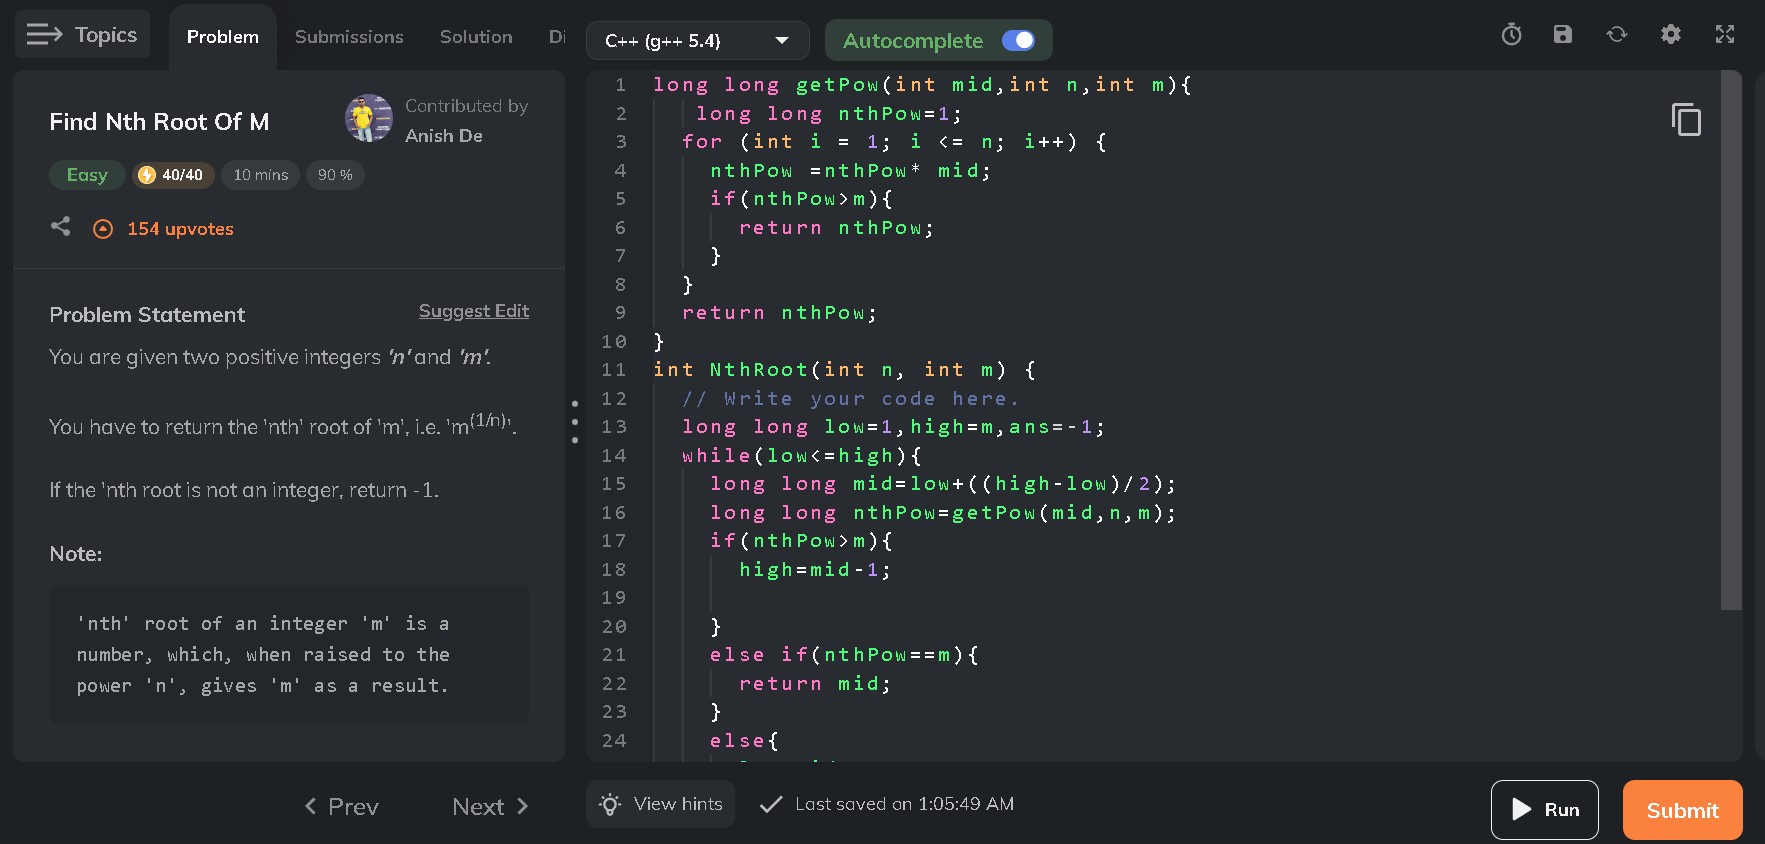 Topics
Problem
Submissions
Solution
Di
C++ (g++ 5.4)
Autocomplete
Find Nth Root Of M
Contributed by
Anish De
Easy
40/40
10 mins
90 %
154 upvotes
Problem Statement
Suggest Edit
You are given two positive integers 'n' and 'm'.
You have to return the 'nth' root of 'm', i.e. 'm(1/n)'.
If the 'nth root is not an integer, return -1.
Note:
'nth' root of an integer 'm' is a
number, which, when raised to the
power 'n', gives 'm' as a result.
Prev
Next
1 long long getPow(int mid,int n,int m){
2 long long nthPow=1;
3 for (int i = 1; i <= n; i++) {
4 nthPow =nthPow* mid;
5 if(nthPow>m){
6 return nthPow;
7 }
8 }
9 return nthPow;
10 }
11 int NthRoot(int n, int m) {
12 // Write your code here.
13 long long low=1,high=m,ans=-1;
14 while(low<=high){
15 long long mid=low+((high-low)/2);
16 long long nthPow=getPow(mid,n,m);
17 if(nthPow>m){
18 high=mid-1;
19
20 }
21 else if(nthPow==m){
22 return mid;
23 }
24 else{
View hints
Last saved on 1:05:49 AM
Run
Submit